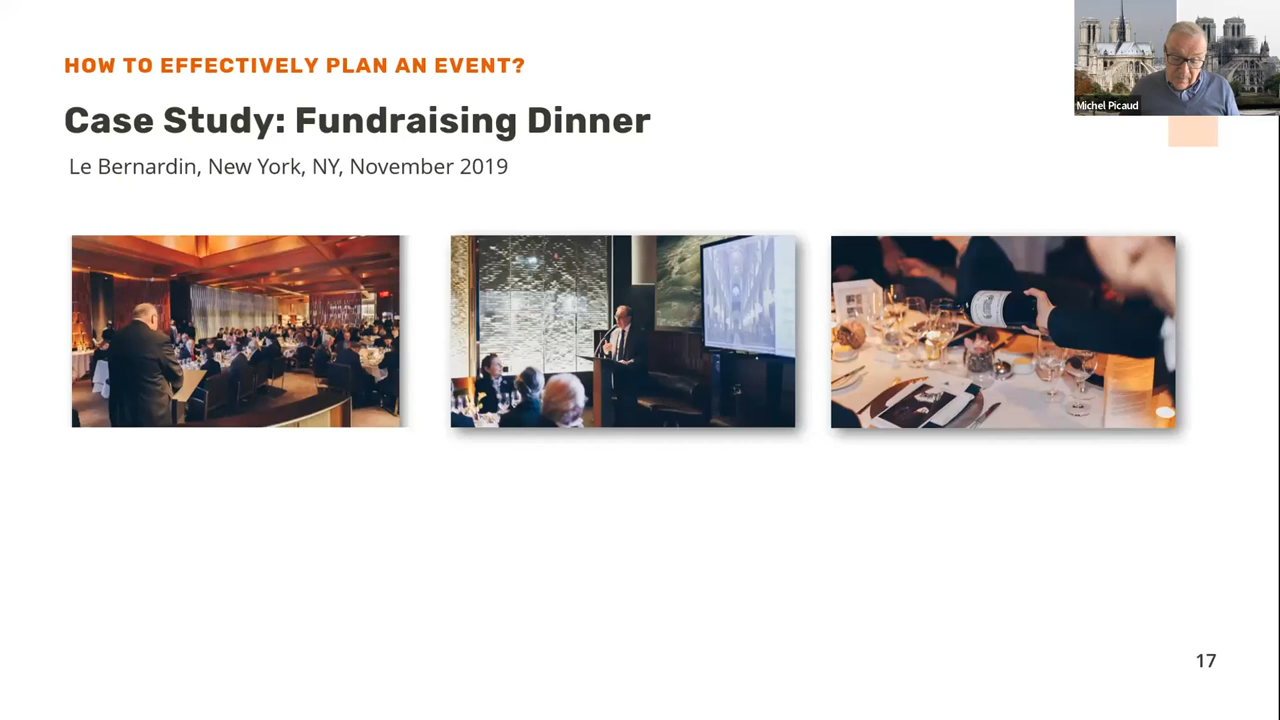 HOW TO EFFECTIVELY PLAN AN EVENT?
Case Study: Fundraising Dinner
Le Bernardin, New York, NY, November 2019
Michel Picaud
17